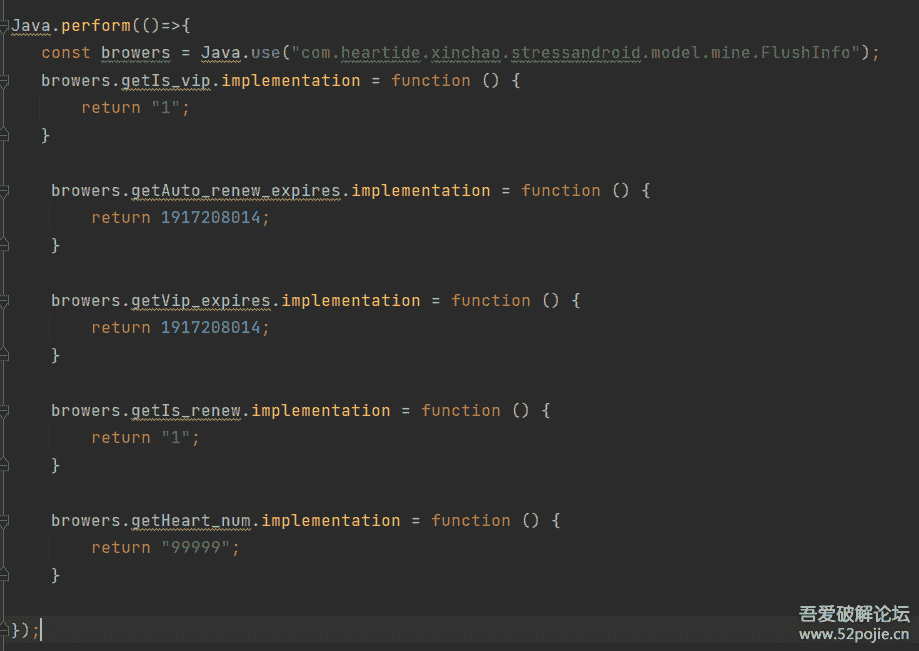 Java.perform(()=>{
const browers = Java.use("com.heartide.xinchao.stressandroid.model.mine.FlushInfo");
browers.getIs_vip.implementation = function () {
return "1";
}
browers.getAuto_renew_expires.implementation = function () {
return 1917208014;
}
browers.getVip_expires.implementation = function () {
return 1917208014;
}
browers.getIs_renew.implementation = function () {
return "1";
}
browers.getHeart_num.implementation = function () {
return "99999";
}
});
吾爱破解论坛
www.52pojie.cn